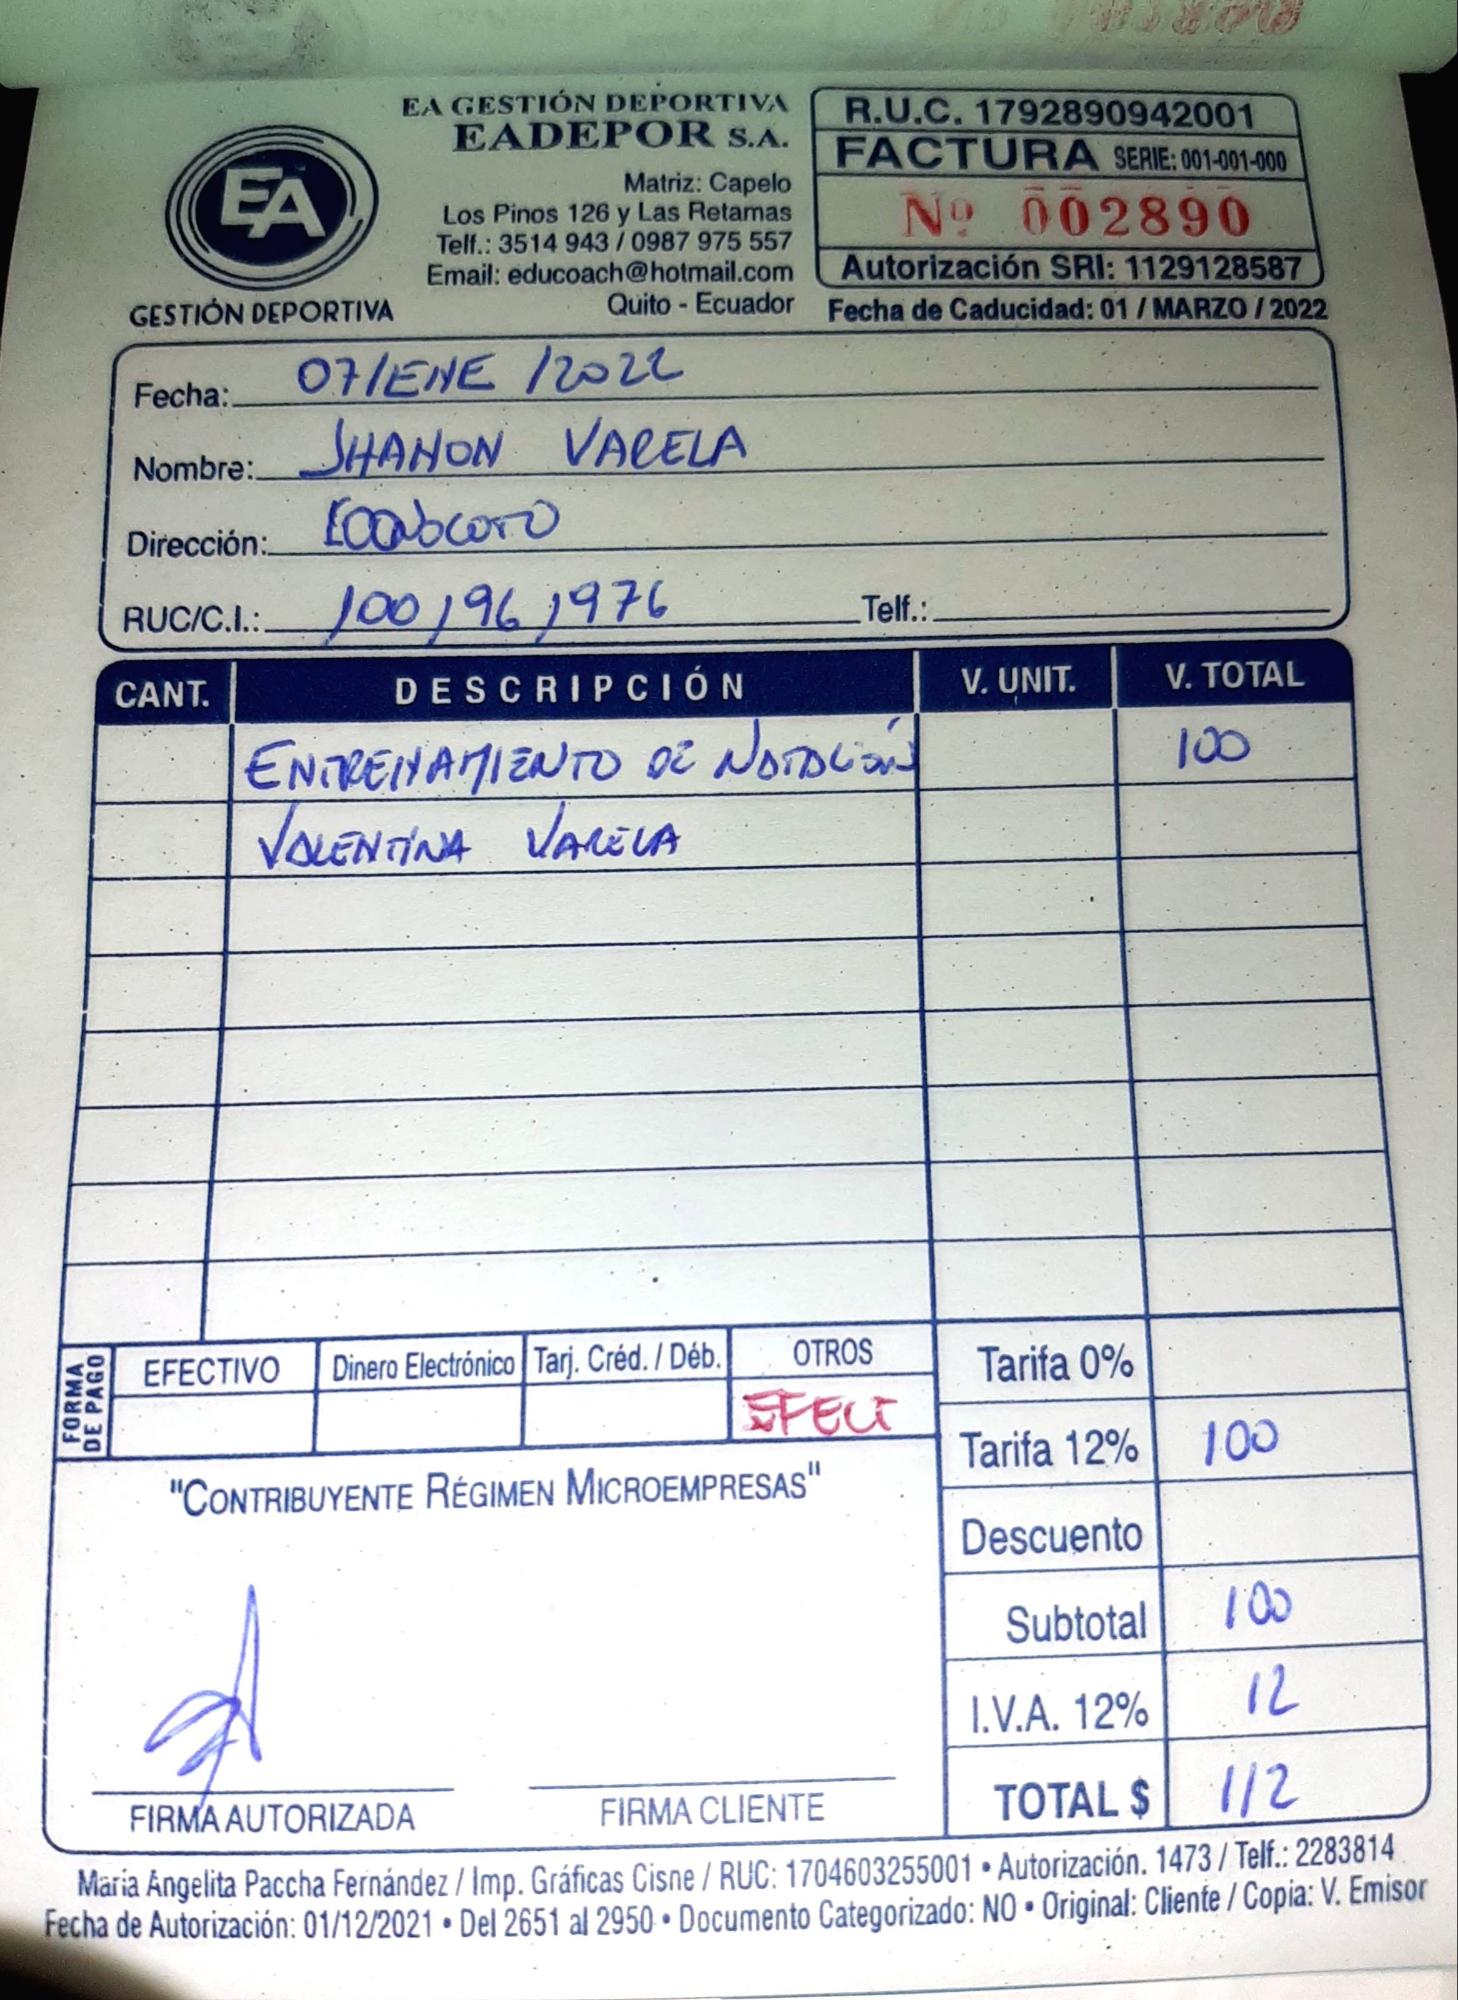 EA GESTIÓN DEPORTIVA
EADEPOR S.A.
Matriz: Capelo
Los Pinos 126 y Las Retamas
Telf.: 3514 943 / 0987 975 557
Email: educoach@hotmail.com
Quito - Ecuador
EA
GESTIÓN DEPORTIVA
R.U.C. 1792890942001
FACTURA SERIE: 001-001-000
Nº 002890
Autorización SRI: 1129128587
Fecha de Caducidad: 01 / MARZO / 2022
Fecha: 07/ENE /2022
Nombre: JHANON VARELA
Dirección:
RUC/C.I.: 100196 1976 Telf.:
CANT. DESCRIPCIÓN V. UNIT. V. TOTAL
ENTRENAMIENTO DE NATACIÓN 100
VALENTINA VARELA
FORMA DE PAGO
EFECTIVO Dinero Electrónico Tarj. Créd. / Déb. OTROS
EFECT
"CONTRIBUYENTE RÉGIMEN MICROEMPRESAS"
Tarifa 0%
Tarifa 12% 100
Descuento
Subtotal 100
I.V.A. 12% 12
TOTAL $ 112
FIRMA AUTORIZADA FIRMA CLIENTE
María Angelita Paccha Fernández / Imp. Gráficas Cisne / RUC: 1704603255001 • Autorización. 1473 / Telf.: 2283814
Fecha de Autorización: 01/12/2021 • Del 2651 al 2950 • Documento Categorizado: NO • Original: Cliente / Copia: V. Emisor